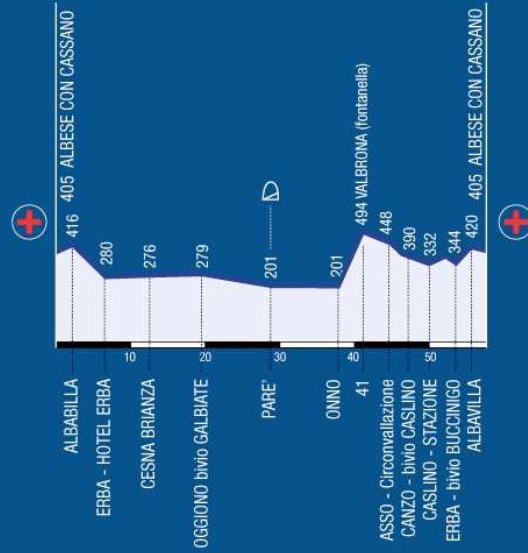 405 ALBESE CON CASSANO
416
280
276
279
201
201
494 VALBRONA (fontanella)
448
390
332
344
420
405 ALBESE CON CASSANO
10
20
30
40
50
ALBABILLA
ERBA - HOTEL ERBA
CESNA BRIANZA
OGGIONO bivio GALBIATE
PARE'
ONNO
41
ASSO - Circonvallazione
CANZO - bivio CASLINO
CASLINO - STAZIONE
ERBA - bivio BUCCINIGO
ALBAVILLA